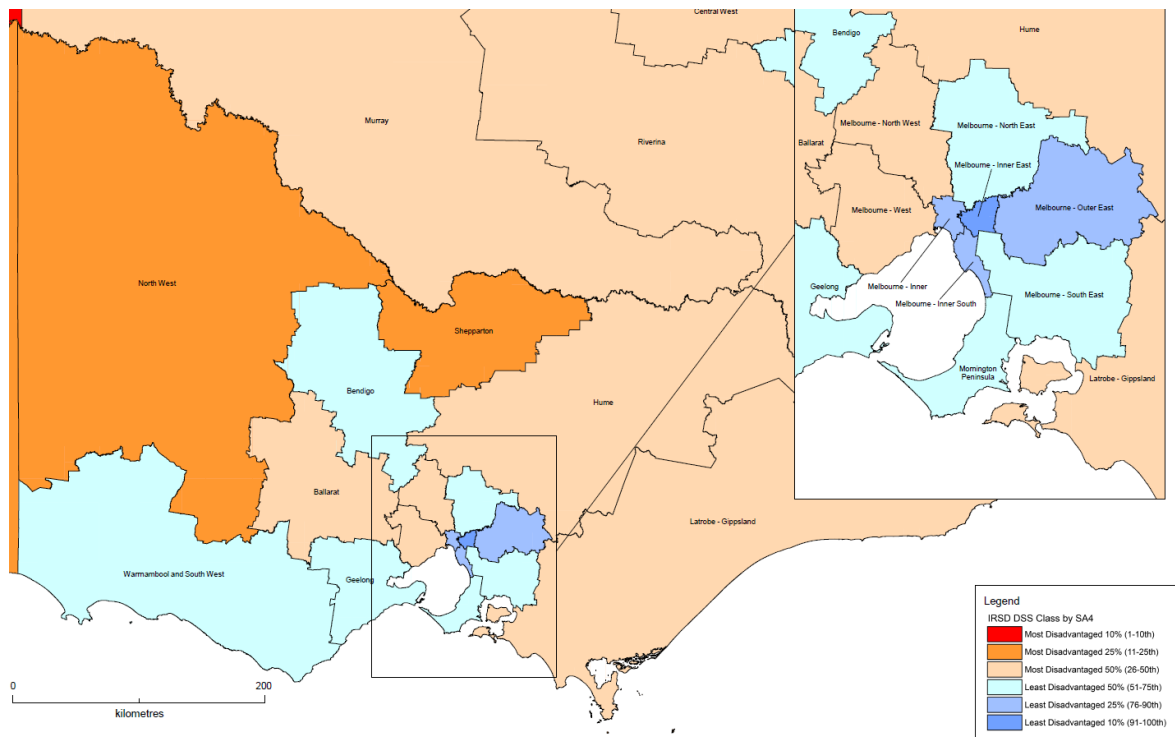 Central West
Murray
Riverina
North West
Shepparton
Bendigo
Hume
Ballarat
Latrobe - Gippsland
Warrnambool and South West
Geelong
0
200
kilometres
Bendigo
Hume
Melbourne - North West
Melbourne - North East
Ballarat
Melbourne - Inner East
Melbourne - West
Melbourne - Outer East
Geelong
Melbourne - Inner
Melbourne - Inner South
Melbourne - South East
Mornington
Peninsula
Latrobe - Gippsland
Legend
IRSD DSS Class by SA4
Most Disadvantaged 10% (1-10th)
Most Disadvantaged 25% (11-25th)
Most Disadvantaged 50% (26-50th)
Least Disadvantaged 50% (51-75th)
Least Disadvantaged 25% (76-90th)
Least Disadvantaged 10% (91-100th)